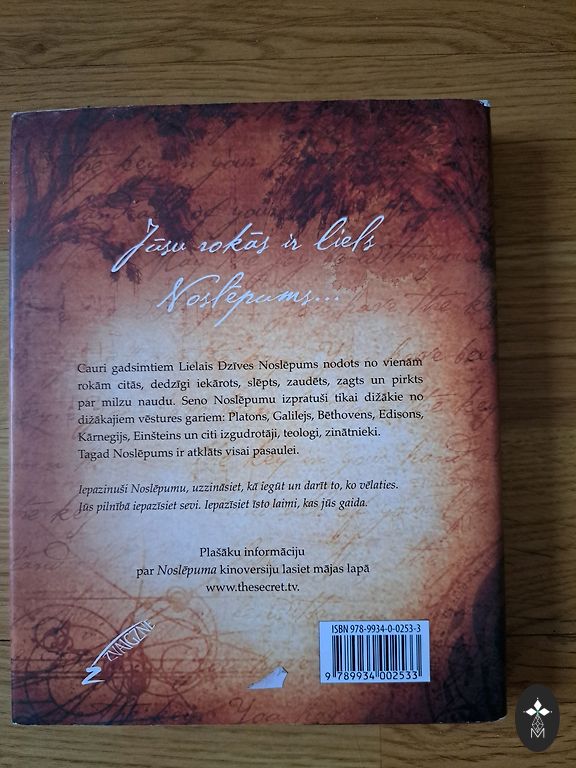 Jūsu rokās ir liels
Noslēpums...
Cauri gadsimtiem Lielais Dzīves Noslēpums nodots no vienām
rokām citās, dedzīgi iekārots, slēpts, zaudēts, zagts un pirkts
par milzu naudu. Seno Noslēpumu izpratuši tikai dižākie no
dižākajiem vēstures gariem: Platons, Galilejs, Bēthovens, Edisons,
Kārnegijs, Einšteins un citi izgudrotāji, teologi, zinātnieki.
Tagad Noslēpums ir atklāts visai pasaulei.
Iepazinuši Noslēpumu, uzzināsiet, kā iegūt un darīt to, ko vēlaties.
Jūs pilnībā iepazīsiet sevi. Iepazīsiet īsto laimi, kas jūs gaida.
Plašāku informāciju
par Noslēpuma kinoversiju lasiet mājas lapā
www.thesecret.tv.
ZVAIGZNE
ISBN 978-9934-0-0253-3
9 789934 002533
M